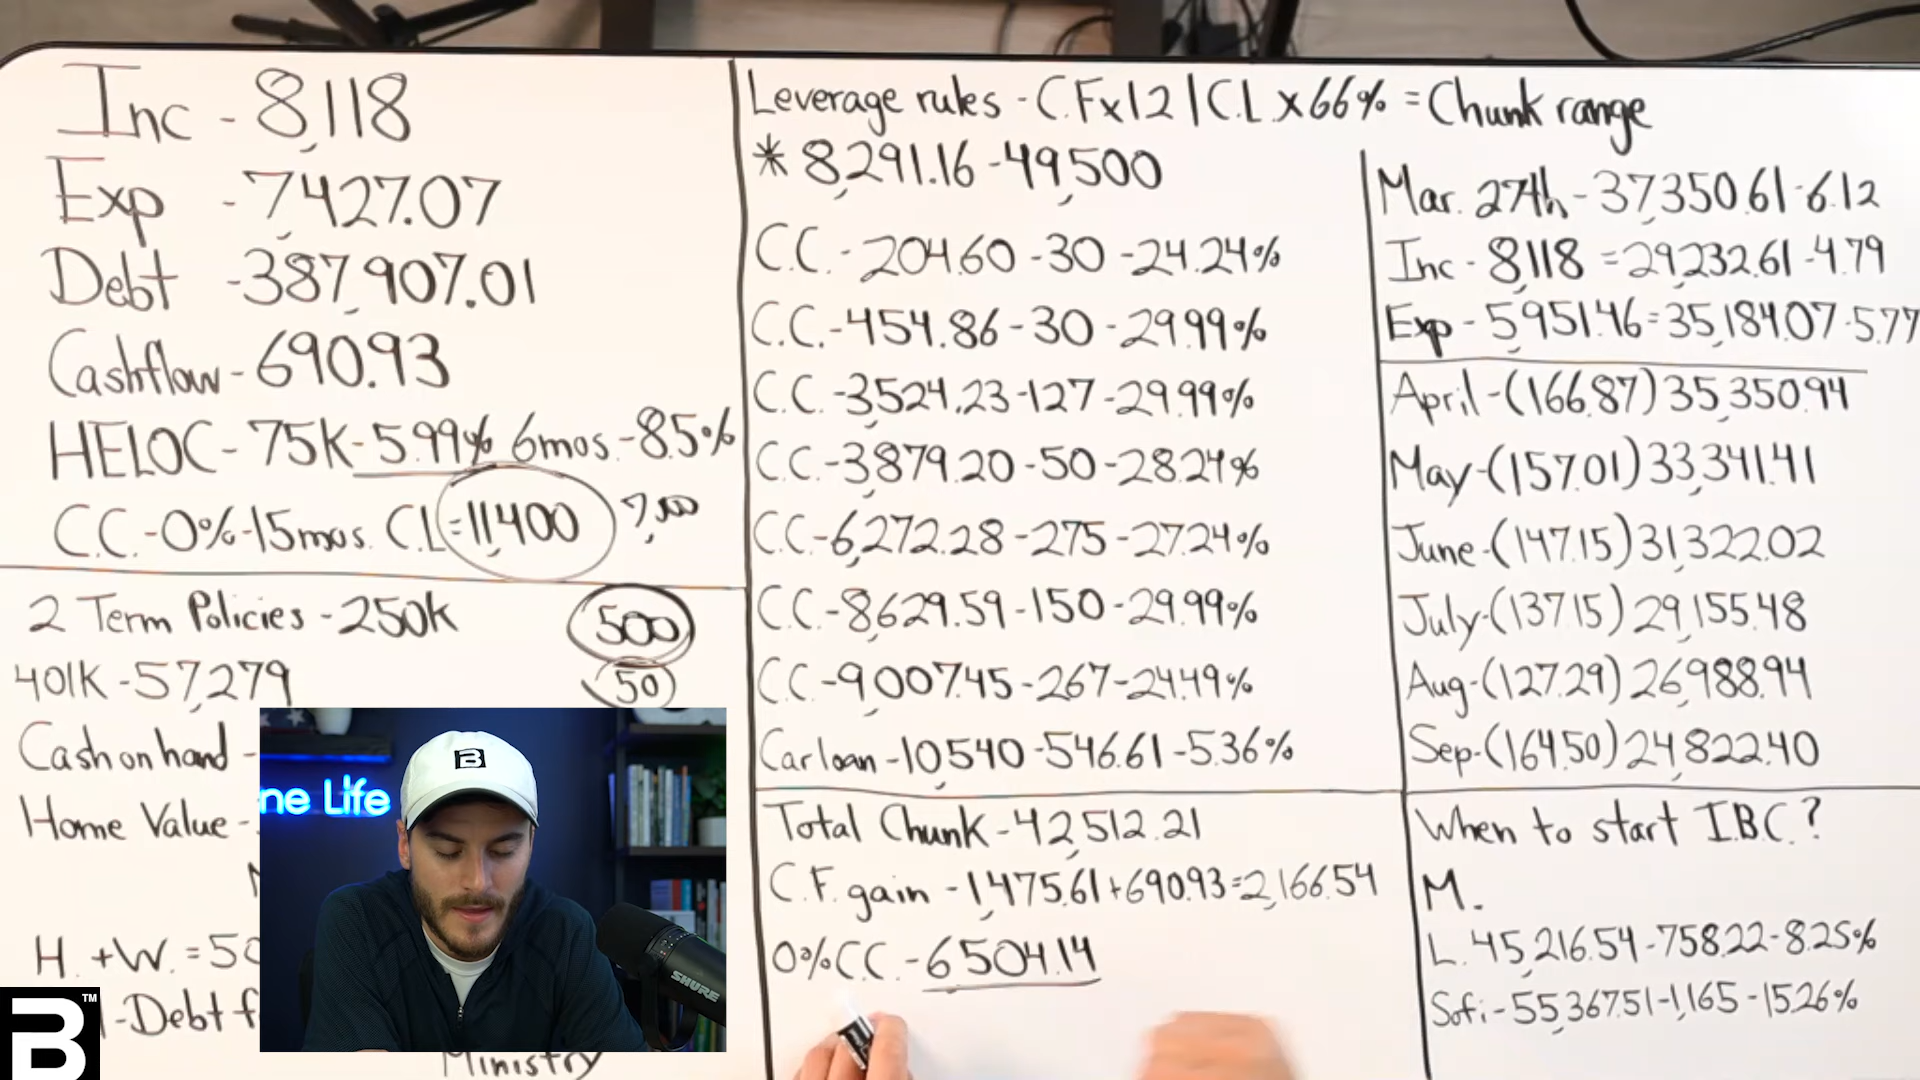 Inc - 8,118
Exp - 7,427.07
Debt - 387,907.01
Cashflow - 690.93
HELOC - 75K - 5.99% 6mos. - 8.5%
C.C. - 0% - 15mos. C.L = 11,400
2 Term Policies - 250K
500
401K - 57,279
50
Cash on hand -
Home Value -
H. + W. = 50
- Debt f
Ministry
Leverage rules - C.F x 12 | C.L x 66% = Chunk range
* 8,291.16 - 49,500
C.C. - 204.60 - 30 - 24.24%
C.C. - 454.86 - 30 - 29.99%
C.C. - 3,524.23 - 127 - 29.99%
C.C. - 3,879.20 - 50 - 28.24%
C.C. - 6,272.28 - 275 - 27.24%
C.C. - 8,629.59 - 150 - 29.99%
C.C. - 9,007.45 - 267 - 24.49%
Car loan - 10,540 - 546.61 - 5.36%
Total Chunk - 42,512.21
C.F. gain - 1,475.61 + 690.93 = 2,166.54
0% C.C. - 6504.14
Mar. 27th - 37,350.61 - 6.12
Inc - 8,118 = 29,232.61 - 4.79
Exp - 5,951.46 = 35,184.07 - 5.77
April - (166.87) 35,350.94
May - (157.01) 33,341.41
June - (147.15) 31,322.02
July - (137.15) 29,155.48
Aug - (127.29) 26,988.94
Sep - (164.50) 24,822.40
When to start I.B.C.?
M.
L. 45,216.54 - 758.22 - 8.25%
Sofi - 55,367.51 - 1,165 - 15.26%
ne Life
B
SHURE
B
TM